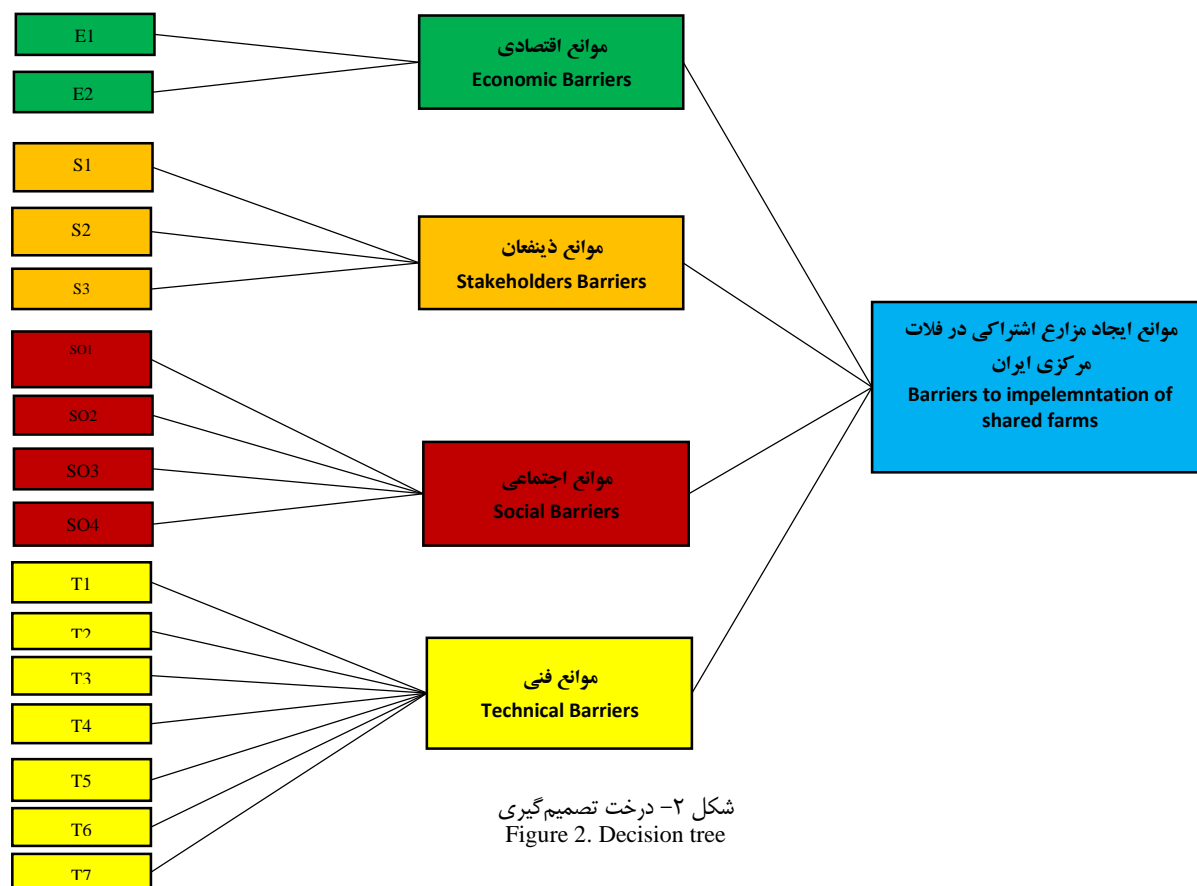 E1
E2
S1
S2
S3
SO1
SO2
SO3
SO4
T1
T2
T3
T4
T5
T6
T7
موانع اقتصادی
Economic Barriers
موانع ذینفعان
Stakeholders Barriers
موانع اجتماعی
Social Barriers
موانع فنی
Technical Barriers
موانع ایجاد مزارع اشتراکی در فلات
مرکزی ایران
Barriers to impelemntation of
shared farms
شکل ۲- درخت تصمیم‌گیری
Figure 2. Decision tree